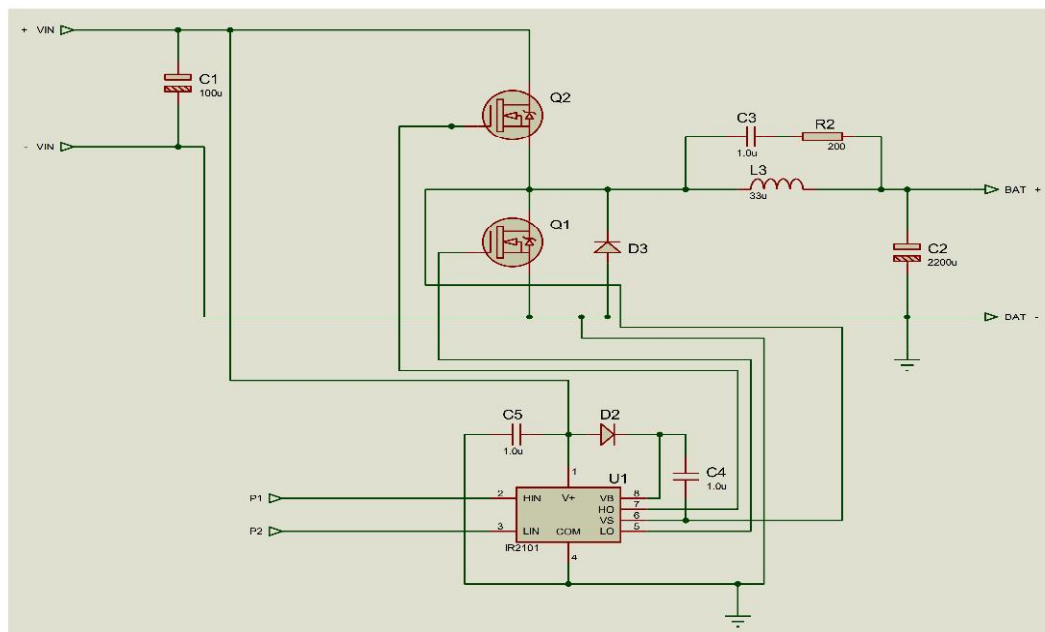 + VIN
C1
100u
- VIN
Q2
Q1
D3
C3
1.0u
R2
200
L3
33u
BAT +
C2
2200u
BAT -
C5
1.0u
D2
C4
1.0u
U1
1
P1
2
HIN
V+
VB
8
HO
7
VS
6
P2
3
LIN
COM
LO
5
IR2101
4